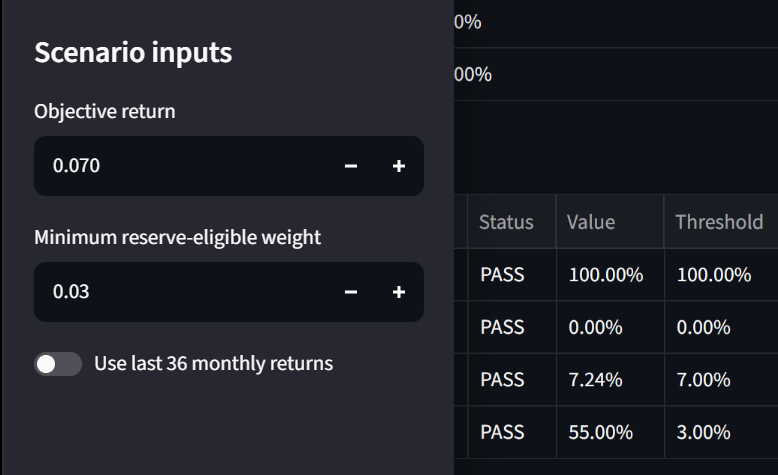 Scenario inputs
Objective return
0.070
Minimum reserve-eligible weight
0.03
Use last 36 monthly returns
0%
00%
Status Value Threshold
PASS 100.00% 100.00%
PASS 0.00% 0.00%
PASS 7.24% 7.00%
PASS 55.00% 3.00%